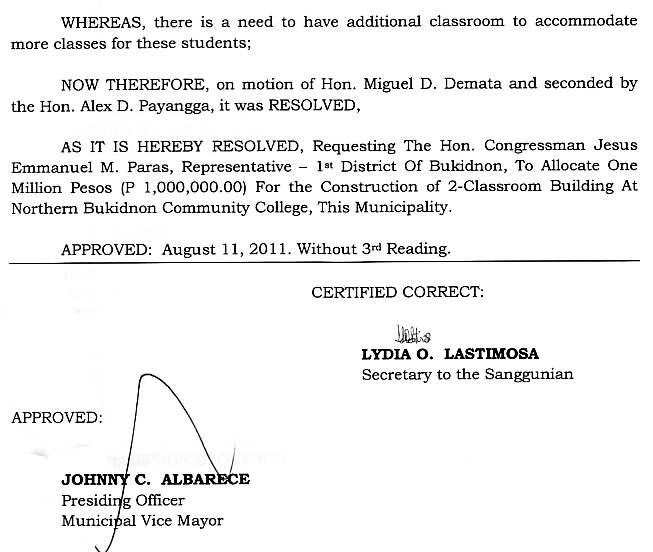 WHEREAS, there is a need to have additional classroom to accommodate
more classes for these students;
NOW THEREFORE, on motion of Hon. Miguel D. Demata and seconded by
the Hon. Alex D. Payangga, it was RESOLVED,
AS IT IS HEREBY RESOLVED, Requesting The Hon. Congressman Jesus
Emmanuel M. Paras, Representative – 1st District Of Bukidnon, To Allocate One
Million Pesos (P 1,000,000.00) For the Construction of 2-Classroom Building At
Northern Bukidnon Community College, This Municipality.
APPROVED: August 11, 2011. Without 3rd Reading.
CERTIFIED CORRECT:
LYDIA O. LASTIMOSA
Secretary to the Sanggunian
APPROVED:
JOHNNY C. ALBARECE
Presiding Officer
Municipal Vice Mayor